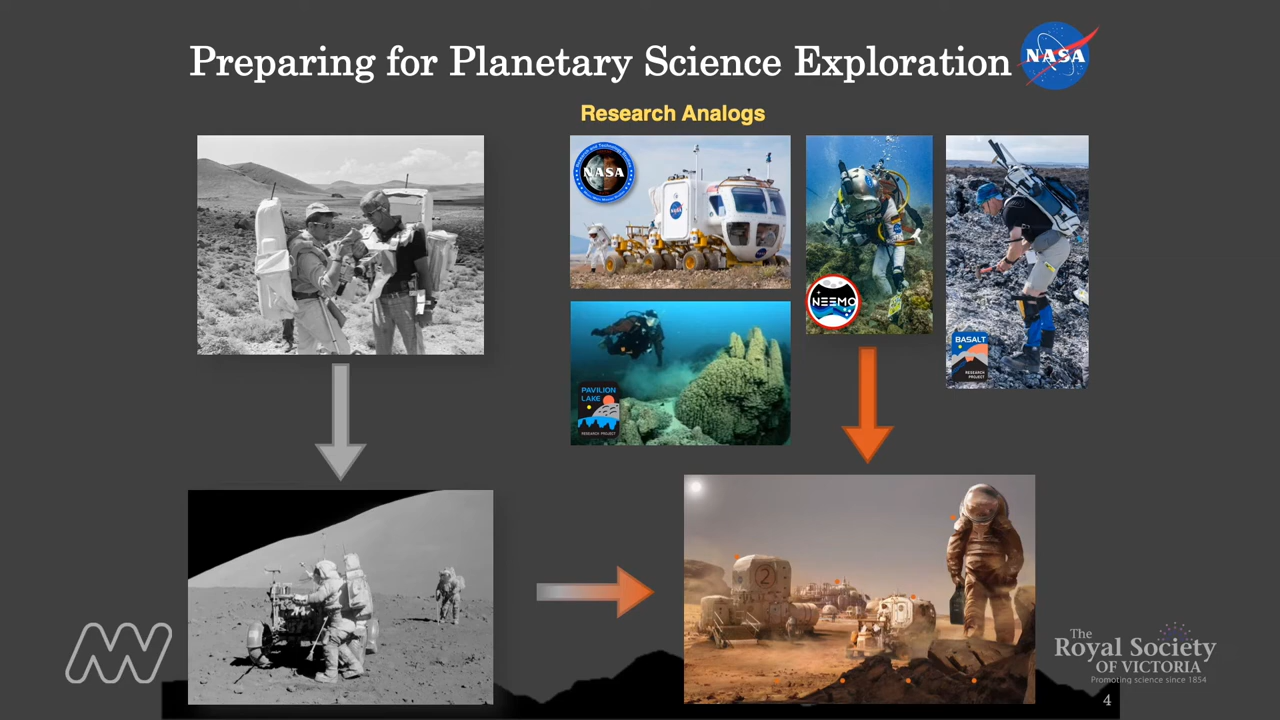 Preparing for Planetary Science Exploration
NASA
Research Analogs
NASA
NEEMO
BASALT
RESEARCH
PROJECT
PAVILION
LAKE
RESEARCH PROJECT
2
The
Royal Society
OF VICTORIA
Promoting science since 1854
4